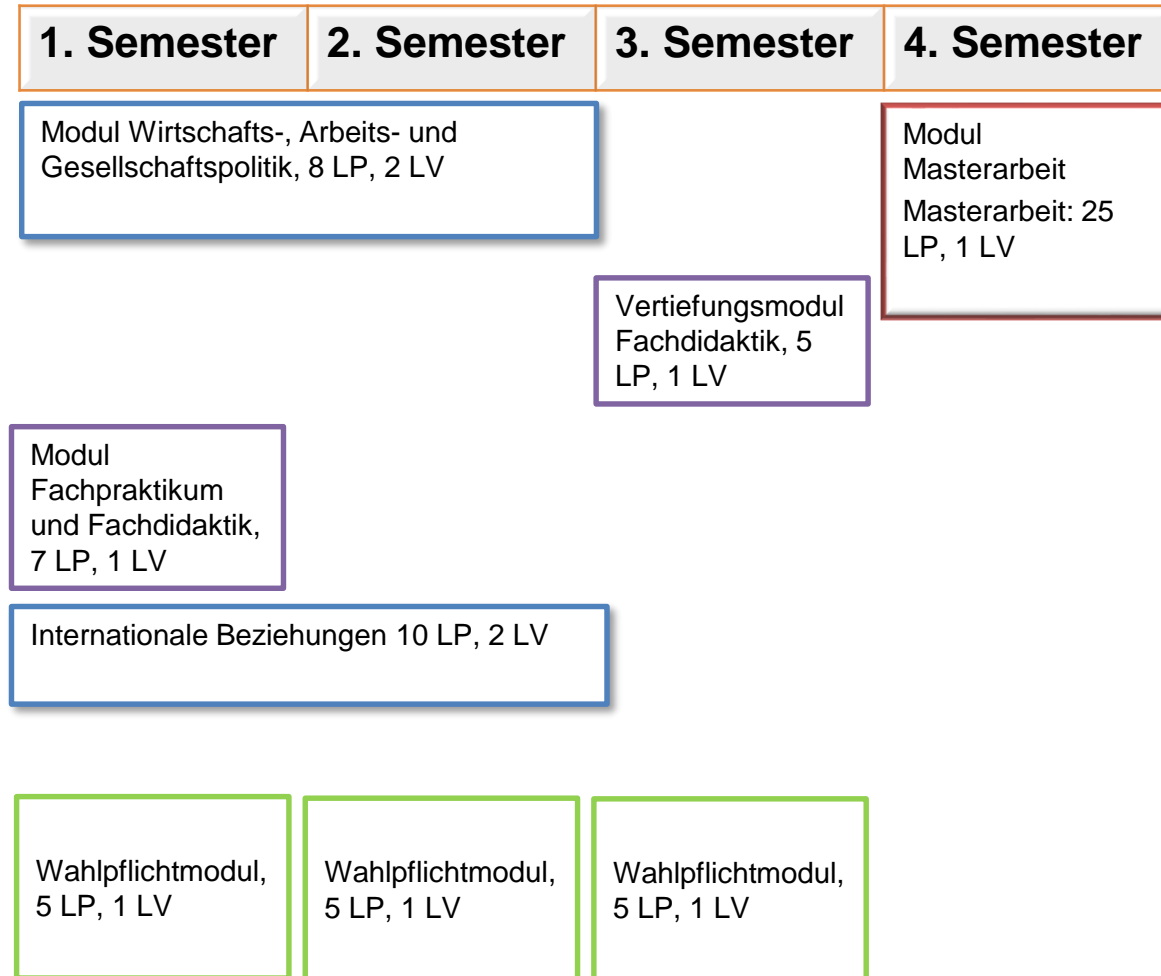 1. Semester 2. Semester 3. Semester 4. Semester
Modul Wirtschafts-, Arbeits- und
Gesellschaftspolitik, 8 LP, 2 LV
Modul
Masterarbeit
Masterarbeit: 25
LP, 1 LV
Vertiefungsmodul
Fachdidaktik, 5
LP, 1 LV
Modul
Fachpraktikum
und Fachdidaktik,
7 LP, 1 LV
Internationale Beziehungen 10 LP, 2 LV
Wahlpflichtmodul,
5 LP, 1 LV
Wahlpflichtmodul,
5 LP, 1 LV
Wahlpflichtmodul,
5 LP, 1 LV